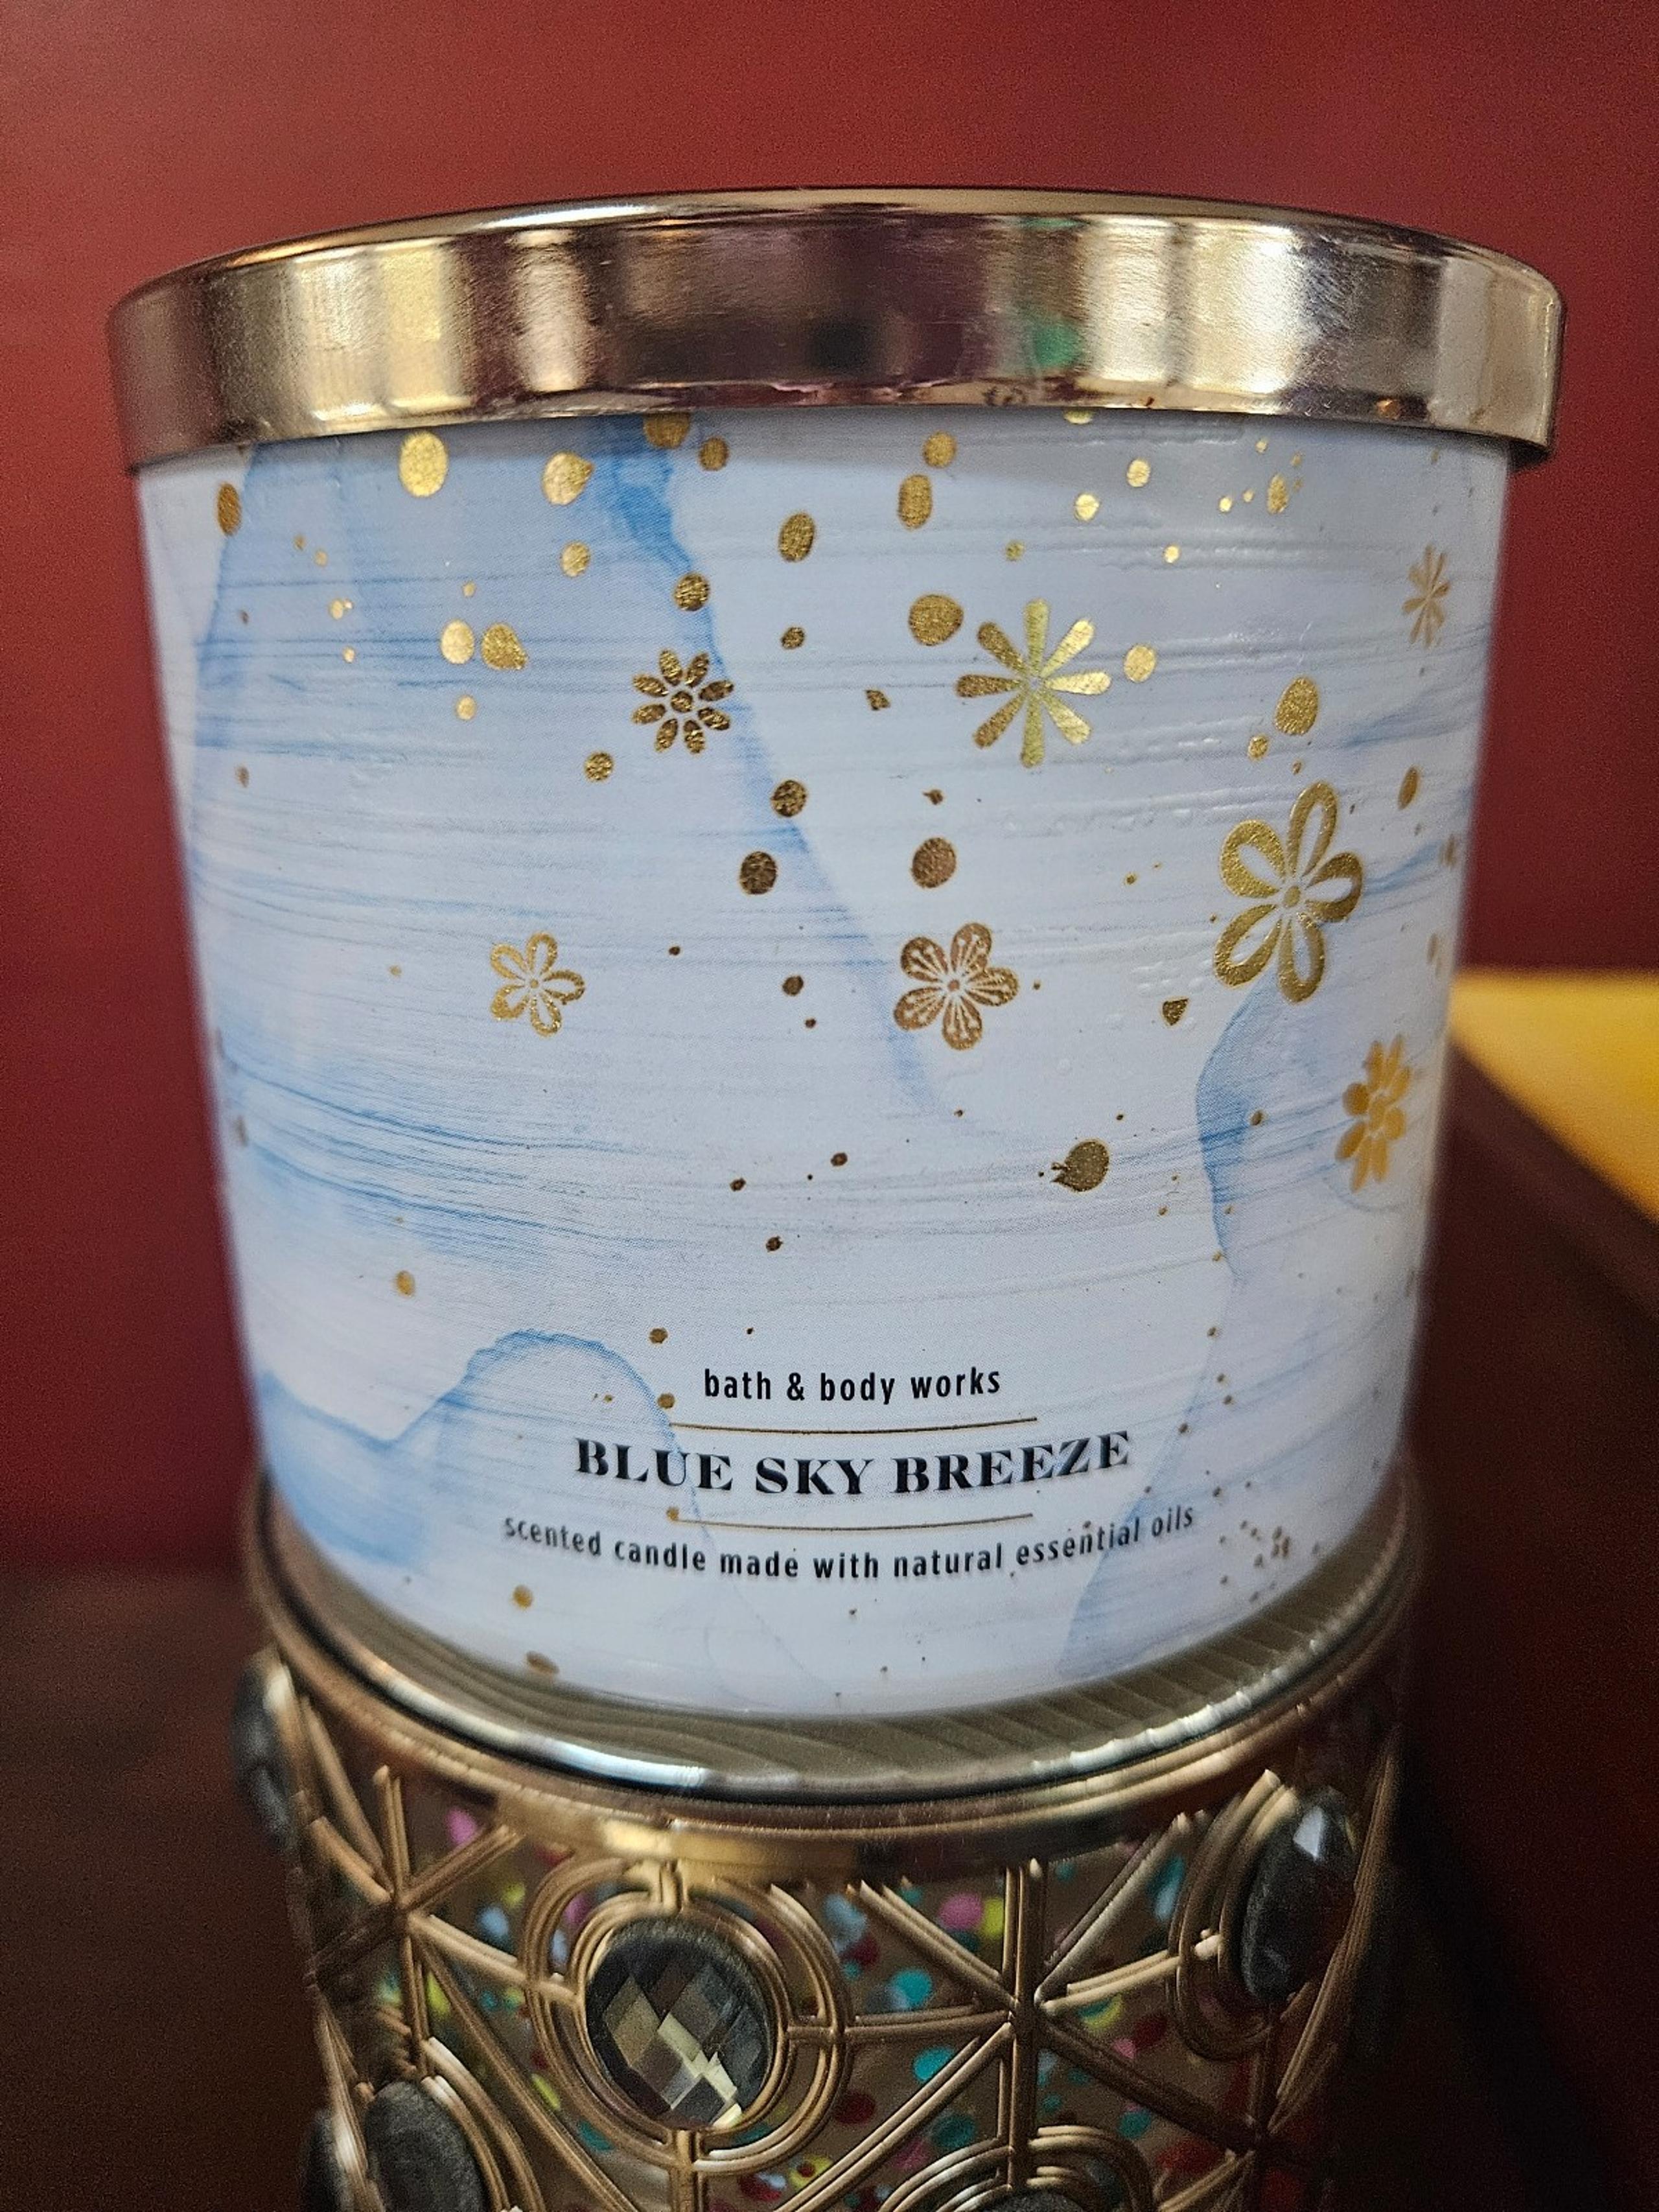 bath & body works
BLUE SKY BREEZE
scented candle made with natural essential oils